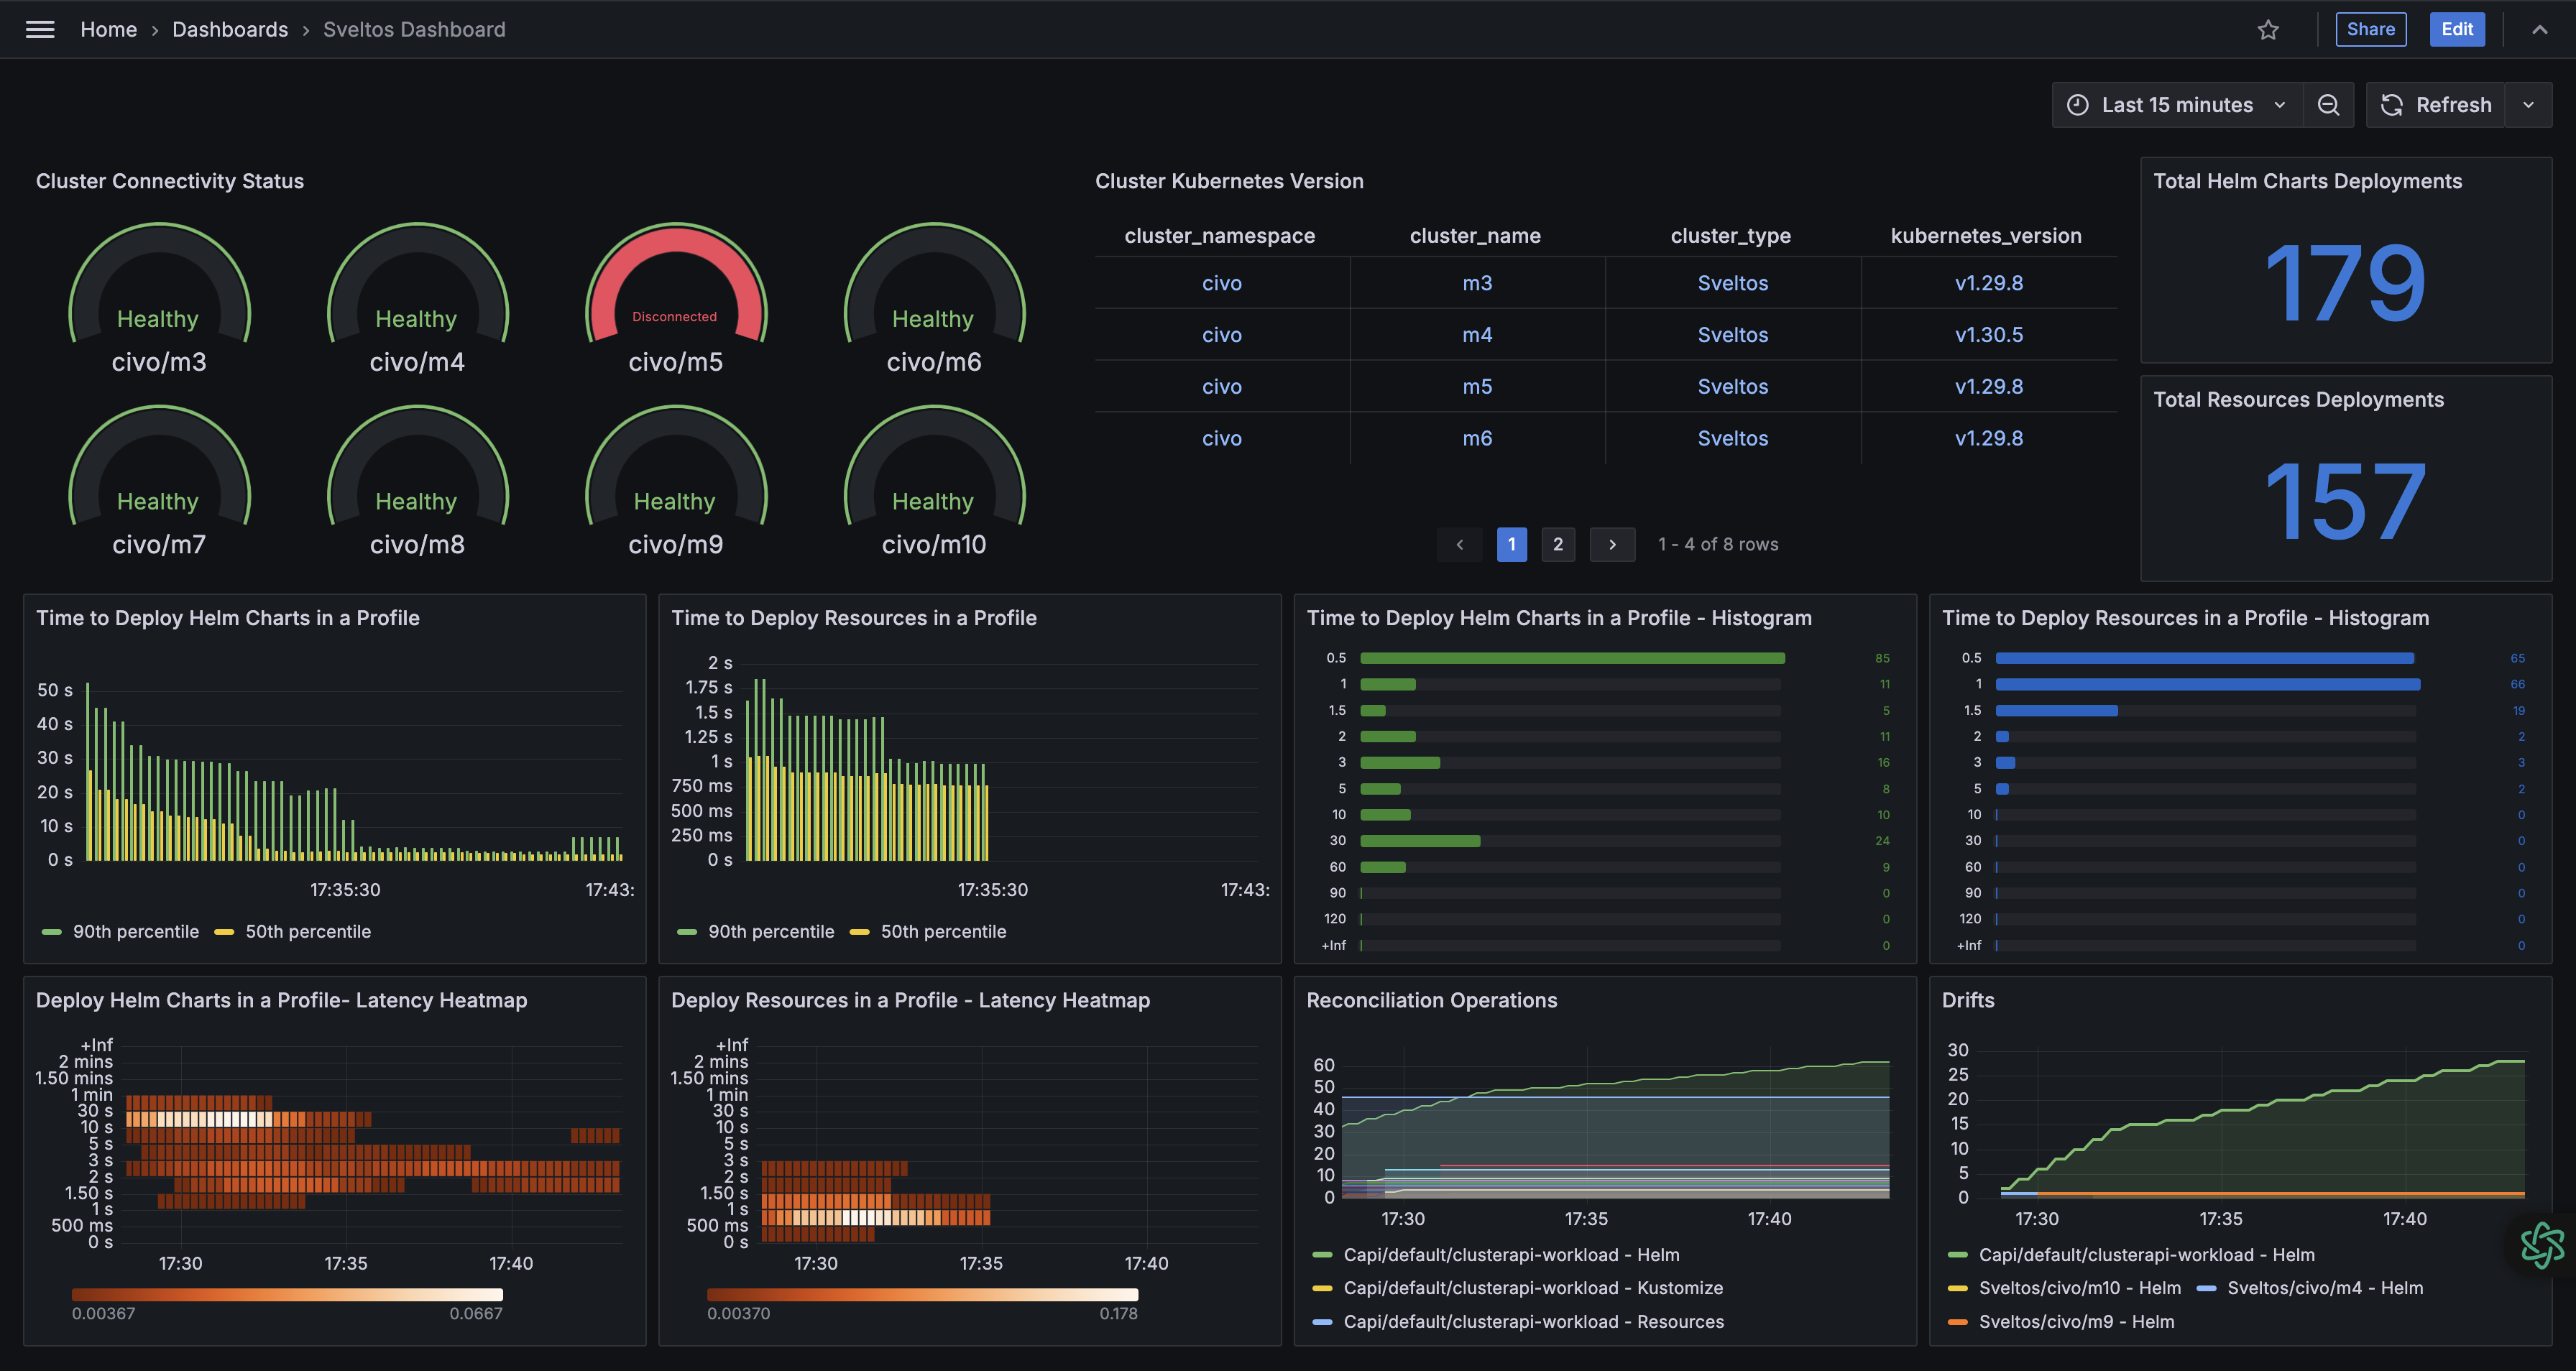 Home › Dashboards › Sveltos Dashboard
Share
Edit
Last 15 minutes
Refresh
Cluster Connectivity Status
Healthy
civo/m3
Healthy
civo/m4
Disconnected
civo/m5
Healthy
civo/m6
Healthy
civo/m7
Healthy
civo/m8
Healthy
civo/m9
Healthy
civo/m10
Cluster Kubernetes Version
cluster_namespace cluster_name cluster_type kubernetes_version
civo m3 Sveltos v1.29.8
civo m4 Sveltos v1.30.5
civo m5 Sveltos v1.29.8
civo m6 Sveltos v1.29.8
‹ 1 2 › 1 - 4 of 8 rows
Total Helm Charts Deployments
179
Total Resources Deployments
157
Time to Deploy Helm Charts in a Profile
50 s
40 s
30 s
20 s
10 s
0 s
17:35:30 17:43:
90th percentile 50th percentile
Time to Deploy Resources in a Profile
2 s
1.75 s
1.5 s
1.25 s
1 s
750 ms
500 ms
250 ms
0 s
17:35:30 17:43:
90th percentile 50th percentile
Time to Deploy Helm Charts in a Profile - Histogram
0.5 85
1 11
1.5 5
2 11
3 16
5 8
10 10
30 24
60 9
90 0
120 0
+Inf 0
Time to Deploy Resources in a Profile - Histogram
0.5 65
1 66
1.5 19
2 2
3 3
5 2
10 0
30 0
60 0
90 0
120 0
+Inf 0
Deploy Helm Charts in a Profile- Latency Heatmap
+Inf
2 mins
1.50 mins
1 min
30 s
10 s
5 s
3 s
2 s
1.50 s
1 s
500 ms
0 s
17:30 17:35 17:40
0.00367 0.0667
Deploy Resources in a Profile - Latency Heatmap
+Inf
2 mins
1.50 mins
1 min
30 s
10 s
5 s
3 s
2 s
1.50 s
1 s
500 ms
0 s
17:30 17:35 17:40
0.00370 0.178
Reconciliation Operations
60
50
40
30
20
10
0
17:30 17:35 17:40
Capi/default/clusterapi-workload - Helm
Capi/default/clusterapi-workload - Kustomize
Capi/default/clusterapi-workload - Resources
Drifts
30
25
20
15
10
5
0
17:30 17:35 17:40
Capi/default/clusterapi-workload - Helm
Sveltos/civo/m10 - Helm Sveltos/civo/m4 - Helm
Sveltos/civo/m9 - Helm